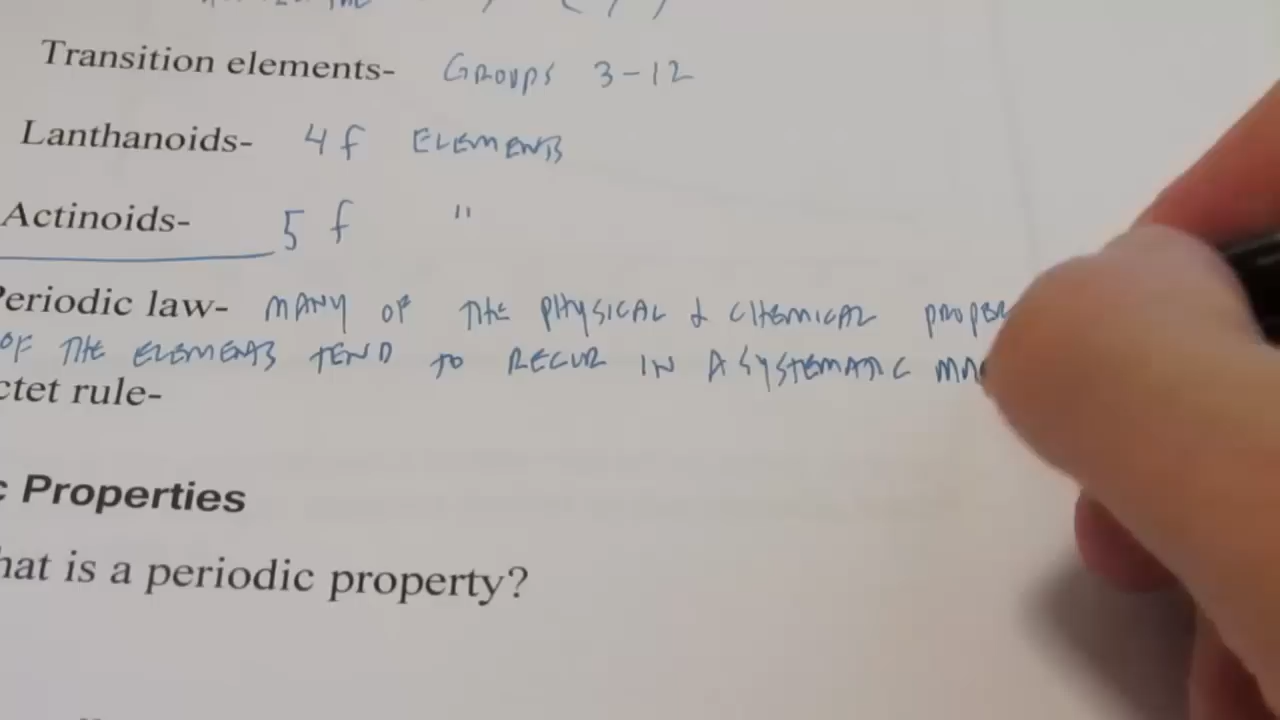 Transition elements- GROUPS 3-12
Lanthanoids- 4f ELEMENTS
Actinoids- 5f "
Periodic law- MANY OF THE PHYSICAL & CHEMICAL PROPER
OF THE ELEMENTS TEND TO RECUR IN A SYSTEMATIC
ctet rule-
c Properties
hat is a periodic property?